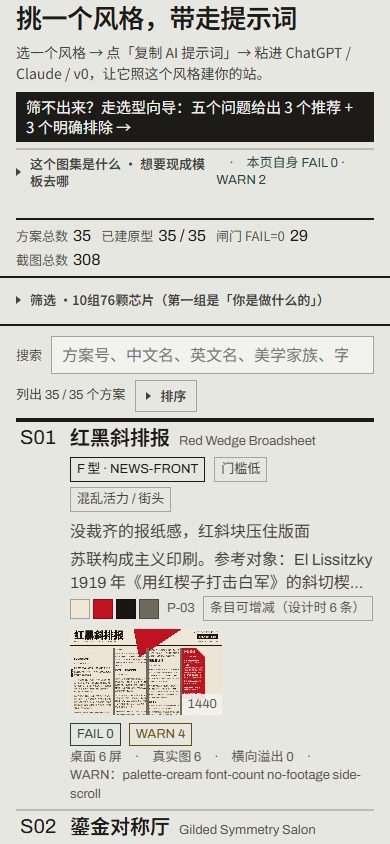 挑一个风格，带走提示词
选一个风格 → 点「复制 AI 提示词」→ 粘进 ChatGPT /
Claude / v0，让它照这个风格建你的站。
筛不出来？走选型向导：五个问题给出 3 个推荐 +
3 个明确排除 →
这个图集是什么 · 想要现成模板去哪
· 本页自身 FAIL 0 · WARN 2
方案总数 35 已建原型 35 / 35 闸门 FAIL=0 29
截图总数 308
筛选 · 10组76颗芯片（第一组是「你是做什么的」）
搜索 方案号、中文名、英文名、美学家族、字
列出 35 / 35 个方案 排序
S01 红黑斜排报 Red Wedge Broadsheet
F 型 · NEWS-FRONT 门槛低
混乱活力 / 街头
没裁齐的报纸感，红斜块压住版面
苏联构成主义印刷。参考对象：El Lissitzky
1919 年《用红楔子打击白军》的斜切楔…
P-03 条目可增减（设计时 6 条）
红黑斜排报
1440
FAIL 0 WARN 4
桌面 6 屏 · 真实图 6 · 横向溢出 0 ·
WARN：palette-cream font-count no-footage side-
scroll
S02 鎏金对称厅 Gilded Symmetry Salon